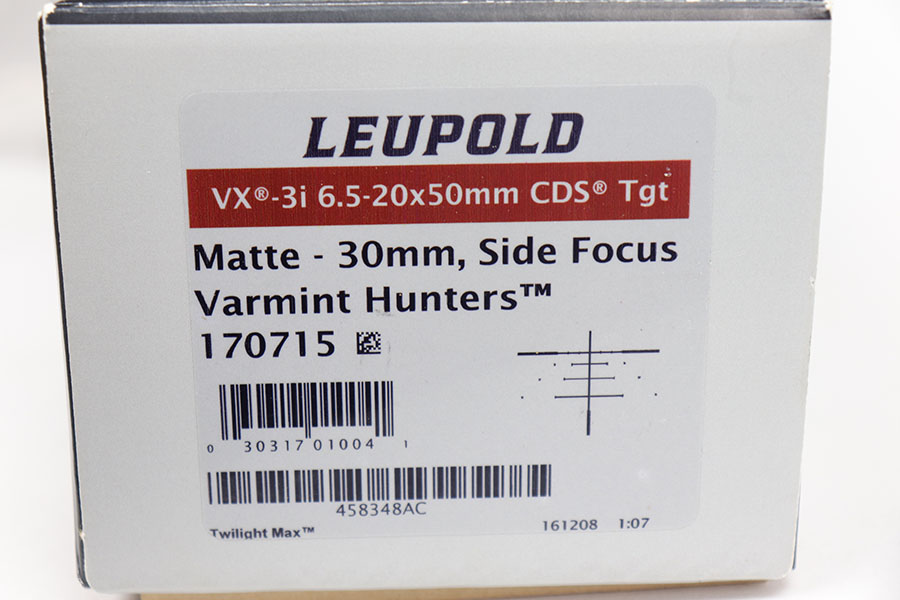 LEUPOLD
VX®-3i 6.5-20x50mm CDS® Tgt
Matte - 30mm, Side Focus
Varmint Hunters™
170715
0 30317 01004 1
458348AC
Twilight Max™ 161208 1:07